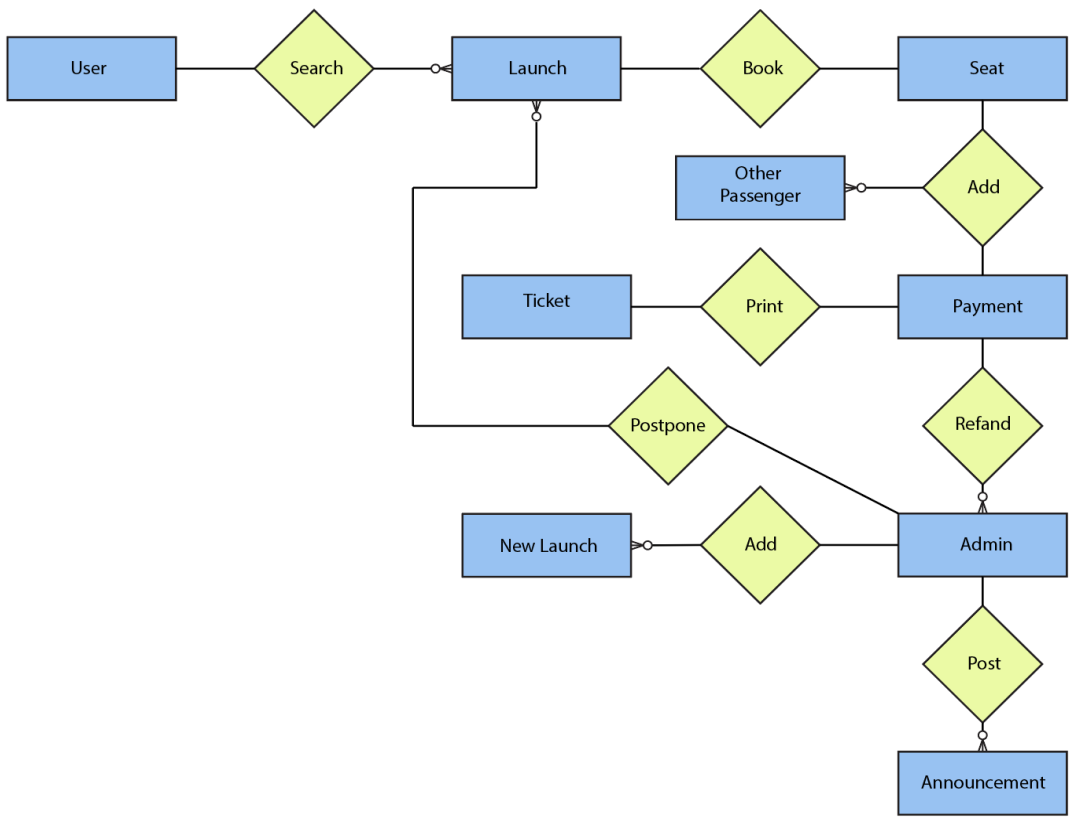 User
Search
Launch
Book
Seat
Other
Passenger
Add
Ticket
Print
Payment
Postpone
Refand
New Launch
Add
Admin
Post
Announcement